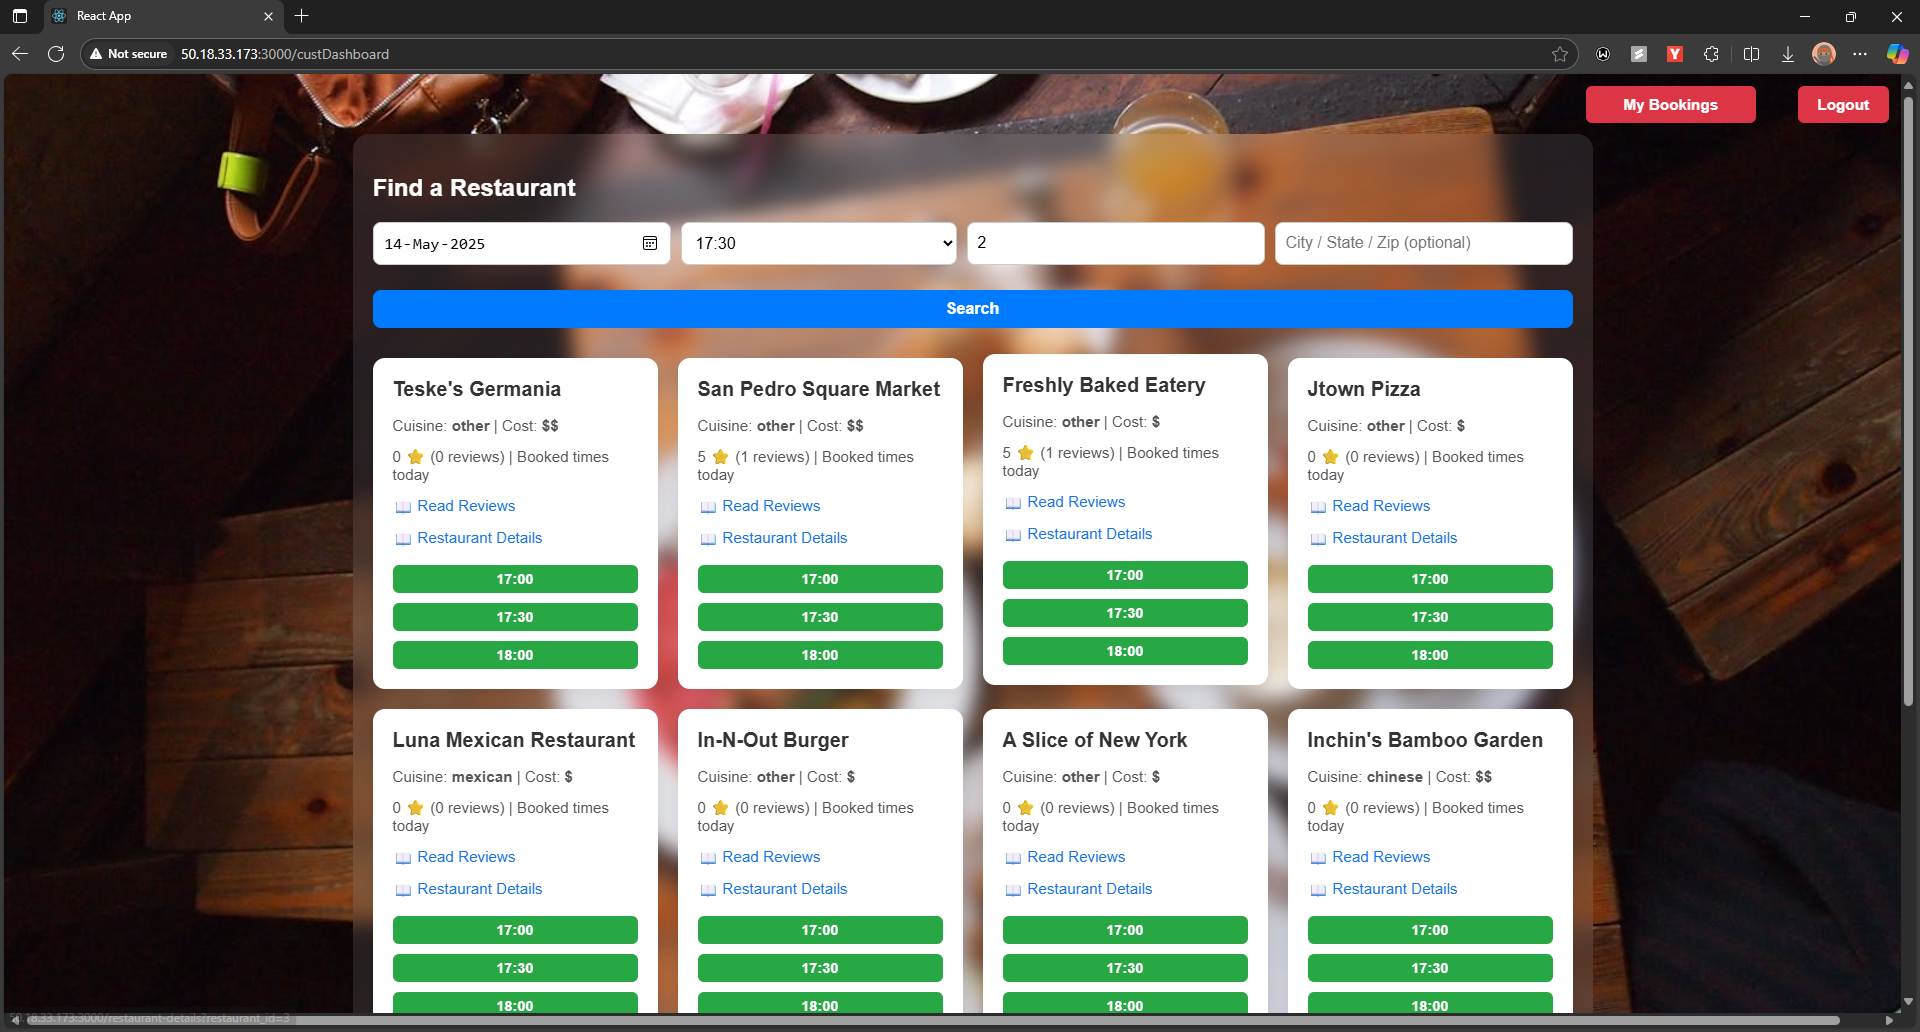 React App
Not secure
50.18.33.173:3000/custDashboard
My Bookings
Logout
Find a Restaurant
14-May-2025
17:30
2
City / State / Zip (optional)
Search
Teske's Germania
Cuisine: other | Cost: $$
0 ⭐ (0 reviews) | Booked times
today
📖 Read Reviews
📖 Restaurant Details
17:00
17:30
18:00
San Pedro Square Market
Cuisine: other | Cost: $$
5 ⭐ (1 reviews) | Booked times
today
📖 Read Reviews
📖 Restaurant Details
17:00
17:30
18:00
Freshly Baked Eatery
Cuisine: other | Cost: $
5 ⭐ (1 reviews) | Booked times
today
📖 Read Reviews
📖 Restaurant Details
17:00
17:30
18:00
Jtown Pizza
Cuisine: other | Cost: $
0 ⭐ (0 reviews) | Booked times
today
📖 Read Reviews
📖 Restaurant Details
17:00
17:30
18:00
Luna Mexican Restaurant
Cuisine: mexican | Cost: $
0 ⭐ (0 reviews) | Booked times
today
📖 Read Reviews
📖 Restaurant Details
17:00
17:30
18:00
In-N-Out Burger
Cuisine: other | Cost: $
0 ⭐ (0 reviews) | Booked times
today
📖 Read Reviews
📖 Restaurant Details
17:00
17:30
18:00
A Slice of New York
Cuisine: other | Cost: $
0 ⭐ (0 reviews) | Booked times
today
📖 Read Reviews
📖 Restaurant Details
17:00
17:30
18:00
Inchin's Bamboo Garden
Cuisine: chinese | Cost: $$
0 ⭐ (0 reviews) | Booked times
today
📖 Read Reviews
📖 Restaurant Details
17:00
17:30
18:00
50.18.33.173:3000/restaurant-details?restaurant_id=3